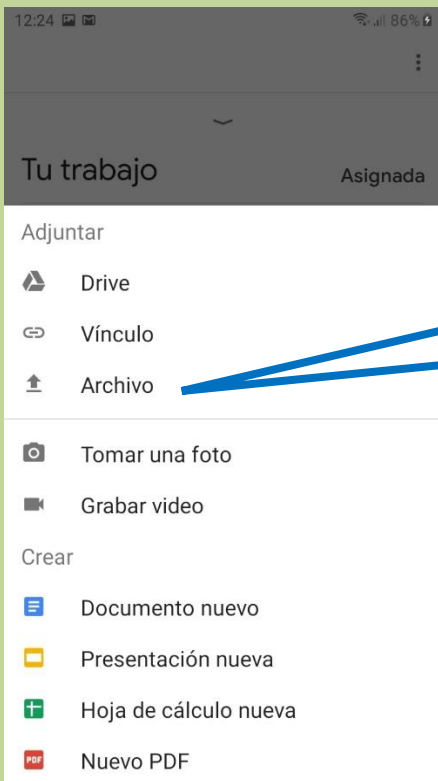 12:24 86%
Tu trabajo Asignada
Adjuntar
Drive
Vínculo
Archivo
Tomar una foto
Grabar video
Crear
Documento nuevo
Presentación nueva
Hoja de cálculo nueva
PDF Nuevo PDF